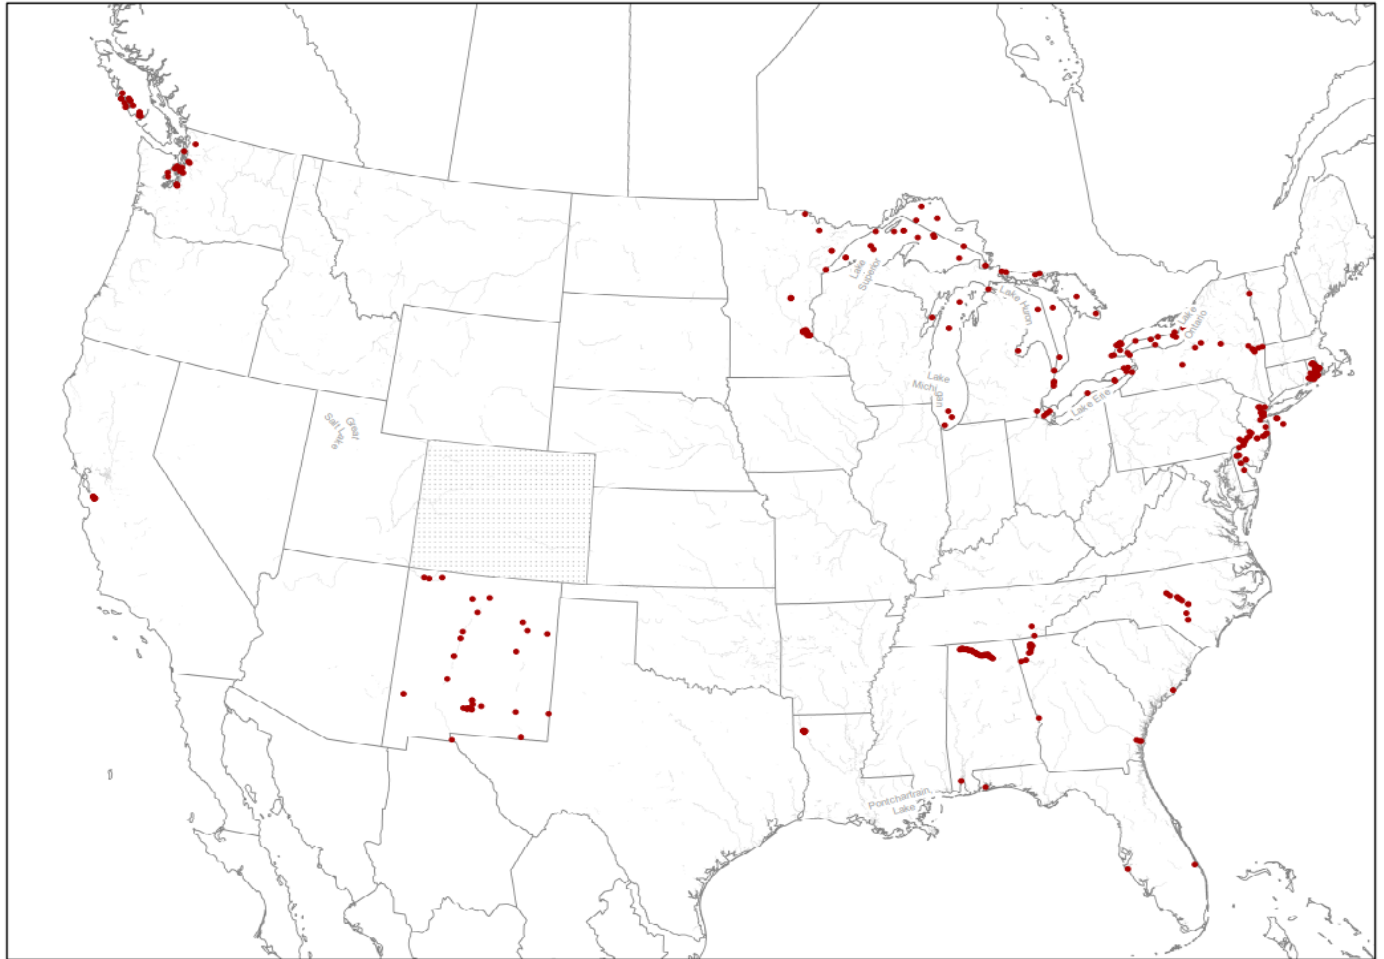 Lake
Superior
Lake Huron
Lake
Ontario
Lake
Michigan
Lake Erie
Great
Salt Lake
Pontchartrain
Lake